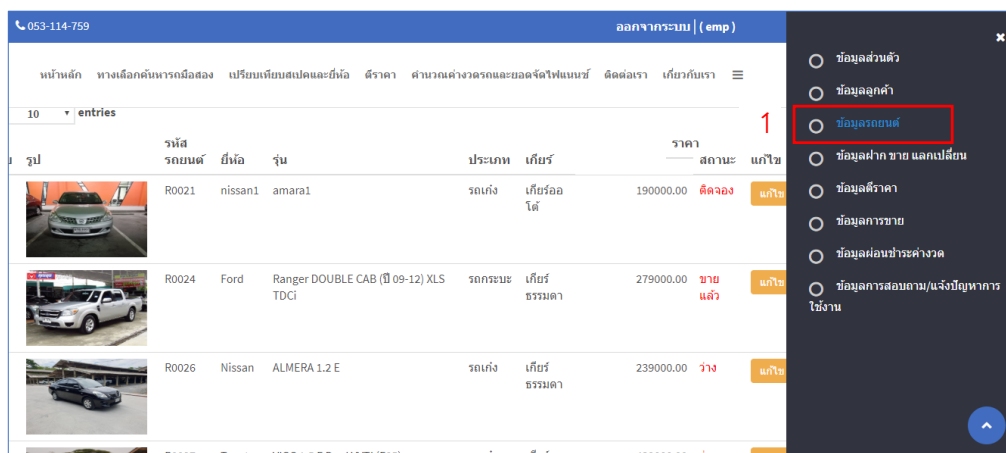 053-114-759
ออกจากระบบ | ( emp )
หน้าหลัก ทางเลือกค้นหารถมือสอง เปรียบเทียบสเปคและยี่ห้อ ตีราคา คำนวณค่างวดรถและยอดจัดไฟแนนซ์ ติดต่อเรา เกี่ยวกับเรา
10 entries
รูป รหัสรถยนต์ ยี่ห้อ รุ่น ประเภท เกียร์ ราคา สถานะ แก้ไข
R0021 nissan1 amara1 รถเก๋ง เกียร์ออ 190000.00 ติดจอง แก้ไข
โต้
R0024 Ford Ranger DOUBLE CAB (ปี 09-12) XLS รถกระบะ เกียร์ 279000.00 ขาย แก้ไข
TDCi ธรรมดา แล้ว
R0026 Nissan ALMERA 1.2 E รถเก๋ง เกียร์ 239000.00 ว่าง แก้ไข
ธรรมดา
1
ข้อมูลส่วนตัว
ข้อมูลลูกค้า
ข้อมูลรถยนต์
ข้อมูลฝาก ขาย แลกเปลี่ยน
ข้อมูลตีราคา
ข้อมูลการขาย
ข้อมูลผ่อนชำระค่างวด
ข้อมูลการสอบถาม/แจ้งปัญหาการ
ใช้งาน